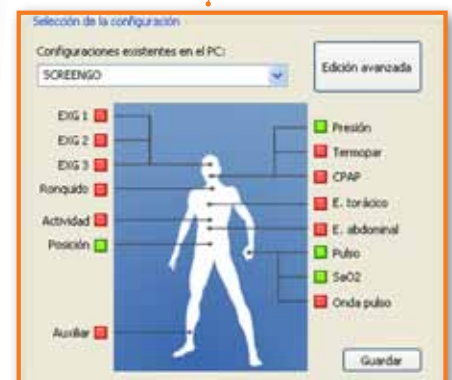 Selección de la configuración
Configuraciones existentes en el PC:
SCREENGO
Edición avanzada
EXG 1
EXG 2
EXG 3
Ronquido
Actividad
Posición
Auxiliar
Presión
Termopar
CPAP
E. torácico
E. abdominal
Pulso
SaO2
Onda pulso
Guardar